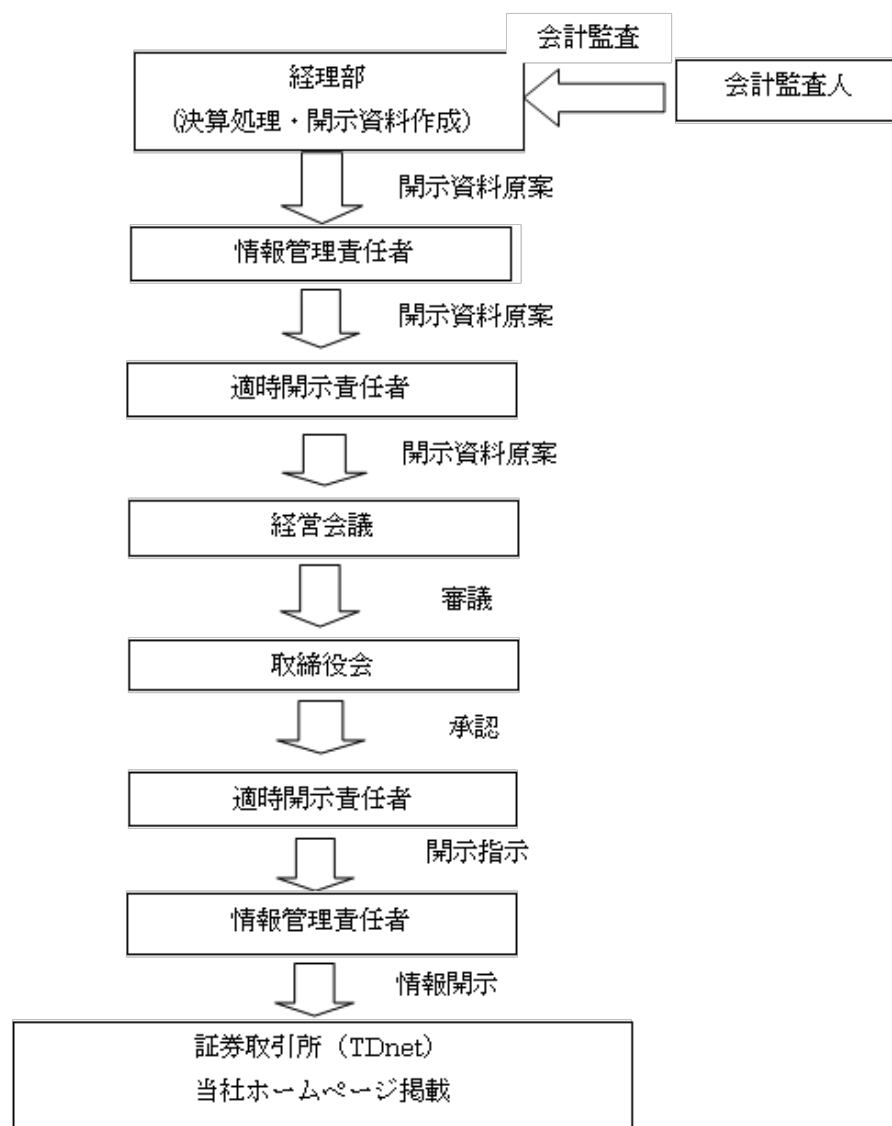 会計監査
経理部
会計監査人
(決算処理・開示資料作成)
開示資料原案
情報管理責任者
開示資料原案
適時開示責任者
開示資料原案
経営会議
審議
取締役会
承認
適時開示責任者
開示指示
情報管理責任者
情報開示
証券取引所（TDnet）
当社ホームページ掲載